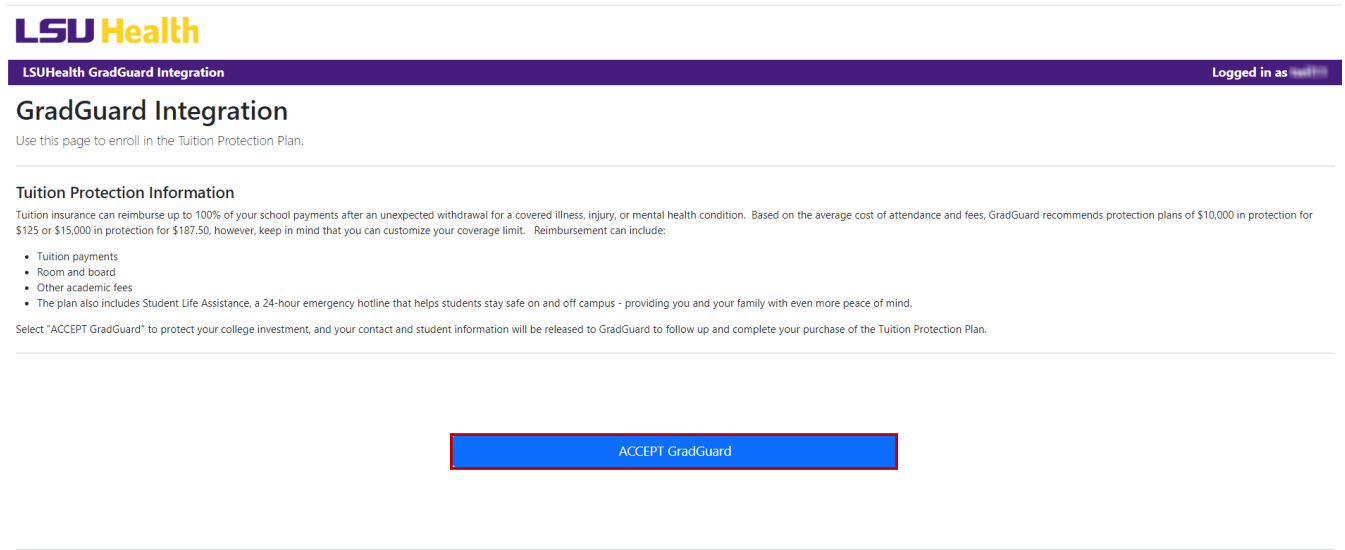 LSU Health
LSUHealth GradGuard Integration
Logged in as
GradGuard Integration
Use this page to enroll in the Tuition Protection Plan.
Tuition Protection Information
Tuition insurance can reimburse up to 100% of your school payments after an unexpected withdrawal for a covered illness, injury, or mental health condition.  Based on the average cost of attendance and fees, GradGuard recommends protection plans of $10,000 in protection for
$125 or $15,000 in protection for $187.50, however, keep in mind that you can customize your coverage limit.   Reimbursement can include:
• Tuition payments
• Room and board
• Other academic fees
• The plan also includes Student Life Assistance, a 24-hour emergency hotline that helps students stay safe on and off campus - providing you and your family with even more peace of mind.
Select "ACCEPT GradGuard" to protect your college investment, and your contact and student information will be released to GradGuard to follow up and complete your purchase of the Tuition Protection Plan.
ACCEPT GradGuard